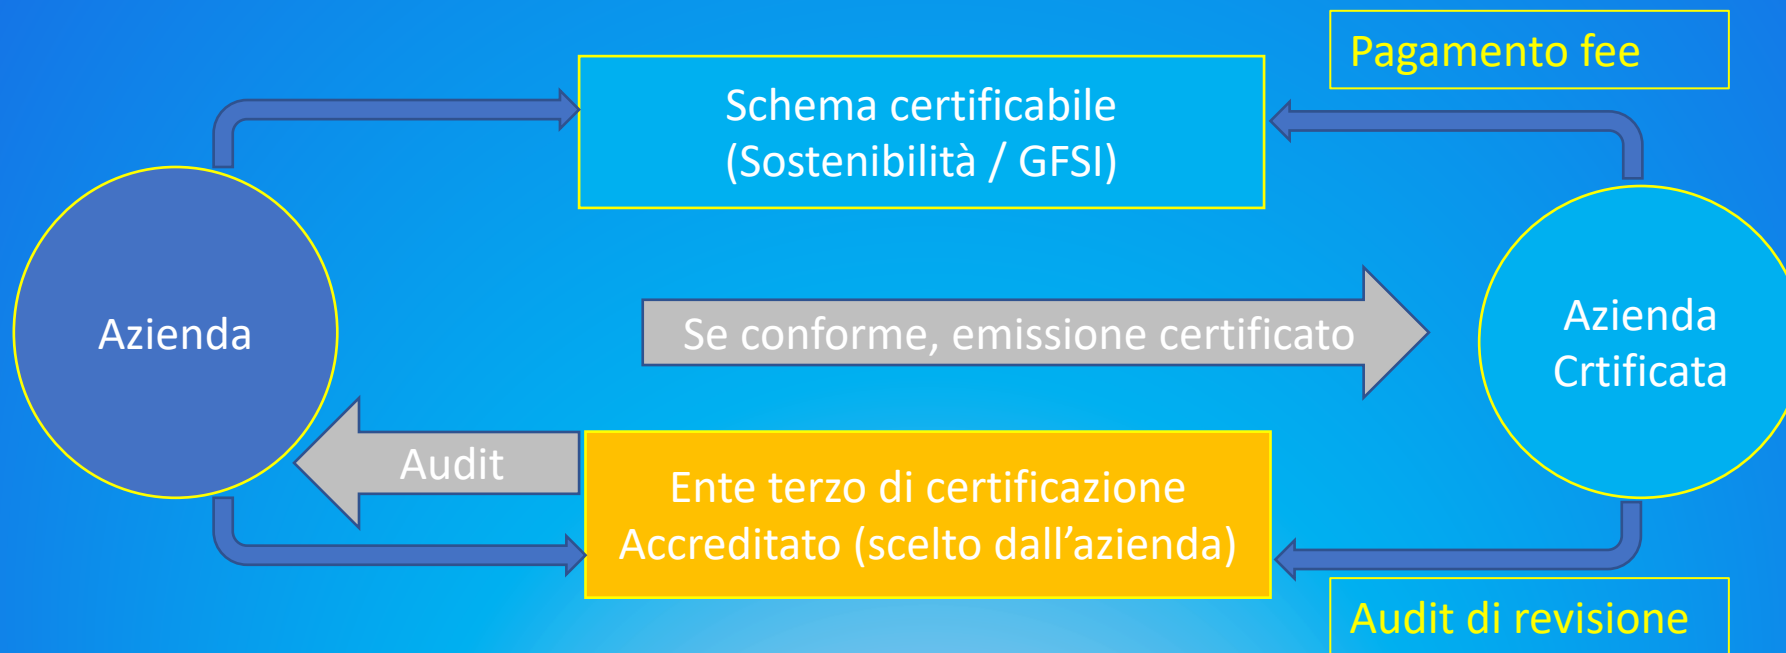 Pagamento fee
Schema certificabile
(Sostenibilità / GFSI)
Azienda
Se conforme, emissione certificato
Azienda
Crtificata
Audit
Ente terzo di certificazione
Accreditato (scelto dall’azienda)
Audit di revisione